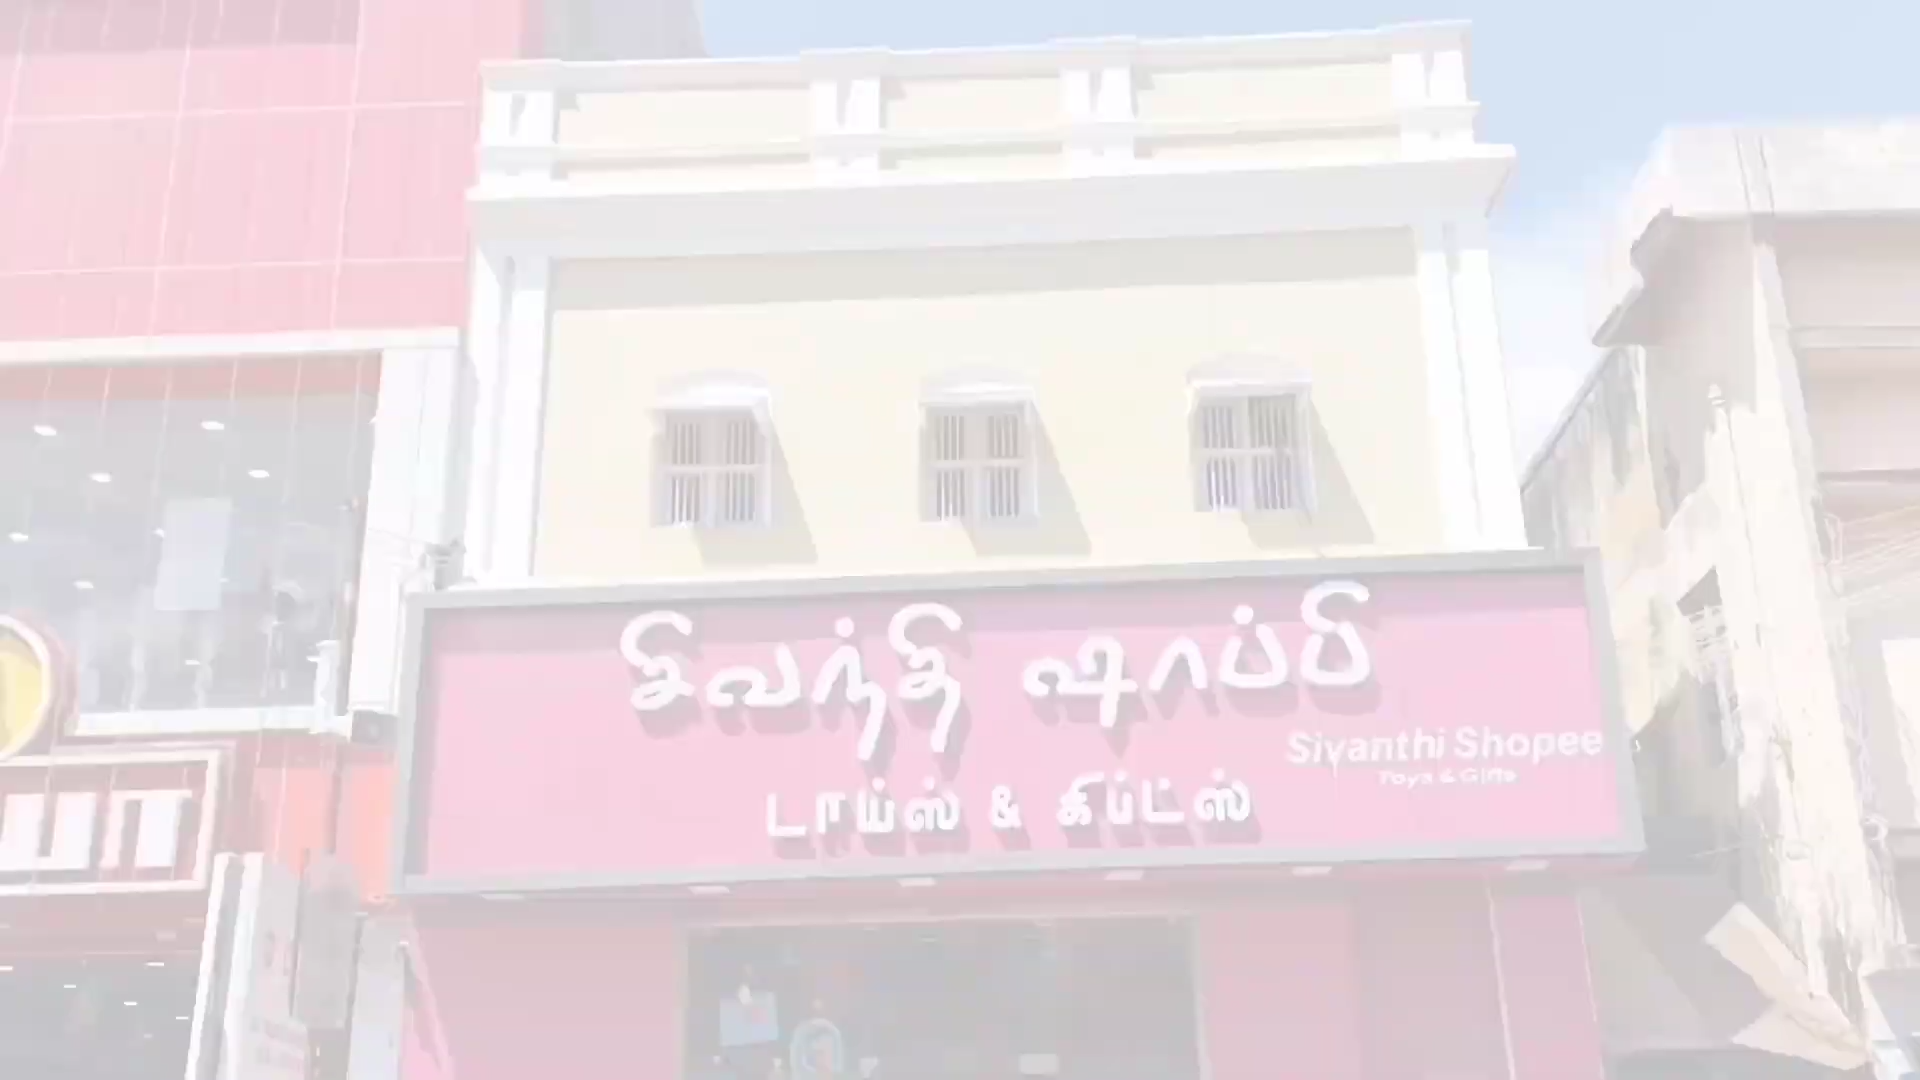 சிவந்தி ஷாப்பி
Sivanthi Shopee
Toys & Gifts
டாய்ஸ் & கிப்ட்ஸ்
யா